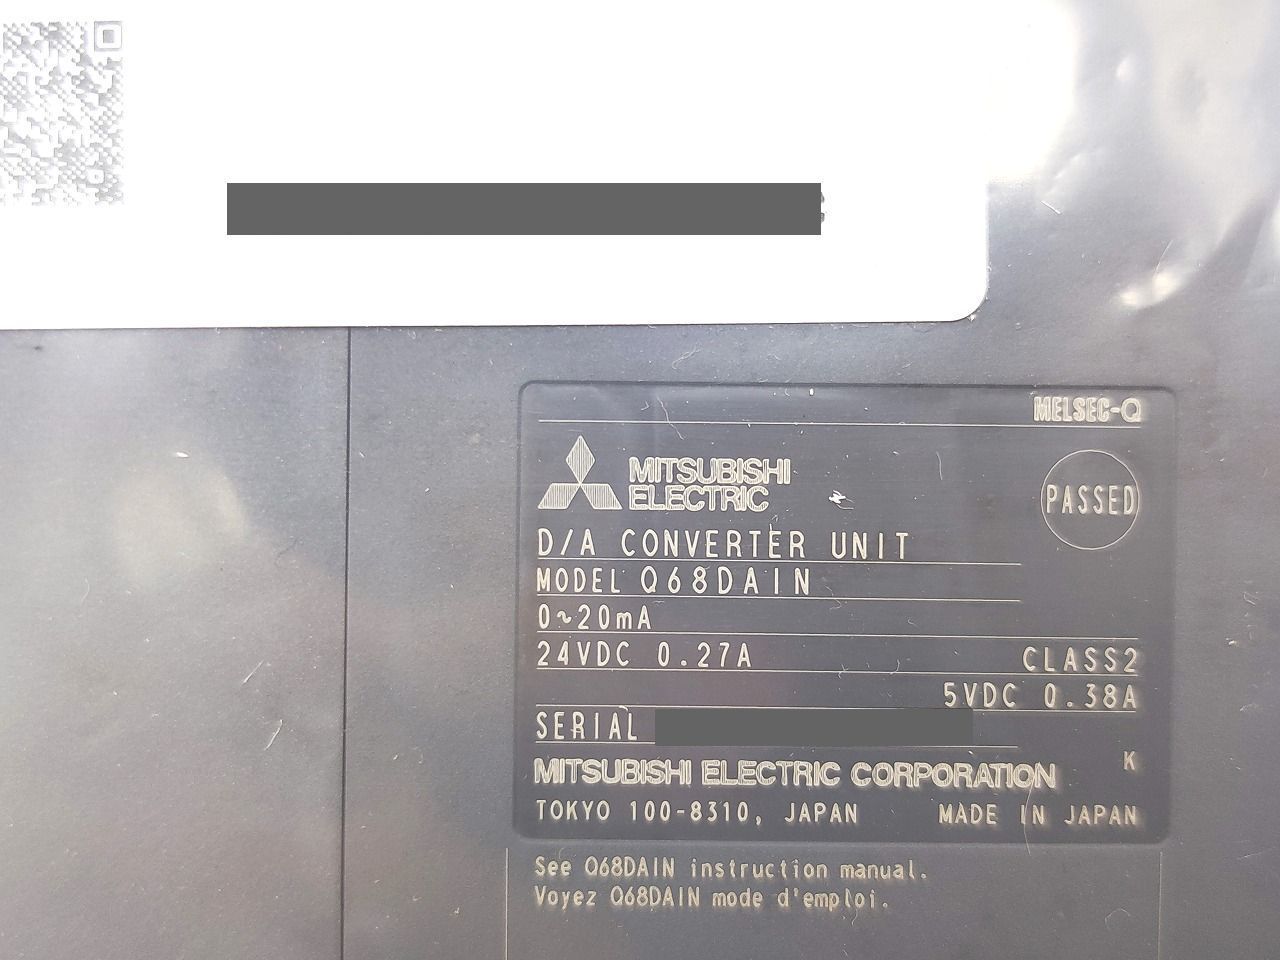 MELSEC-Q
MITSUBISHI
ELECTRIC
PASSED
D/A CONVERTER UNIT
MODEL Q68DAIN
0~20mA
24VDC 0.27A CLASS2
5VDC 0.38A
SERIAL
K
MITSUBISHI ELECTRIC CORPORATION
TOKYO 100-8310, JAPAN MADE IN JAPAN
See Q68DAIN instruction manual.
Voyez Q68DAIN mode d'emploi.